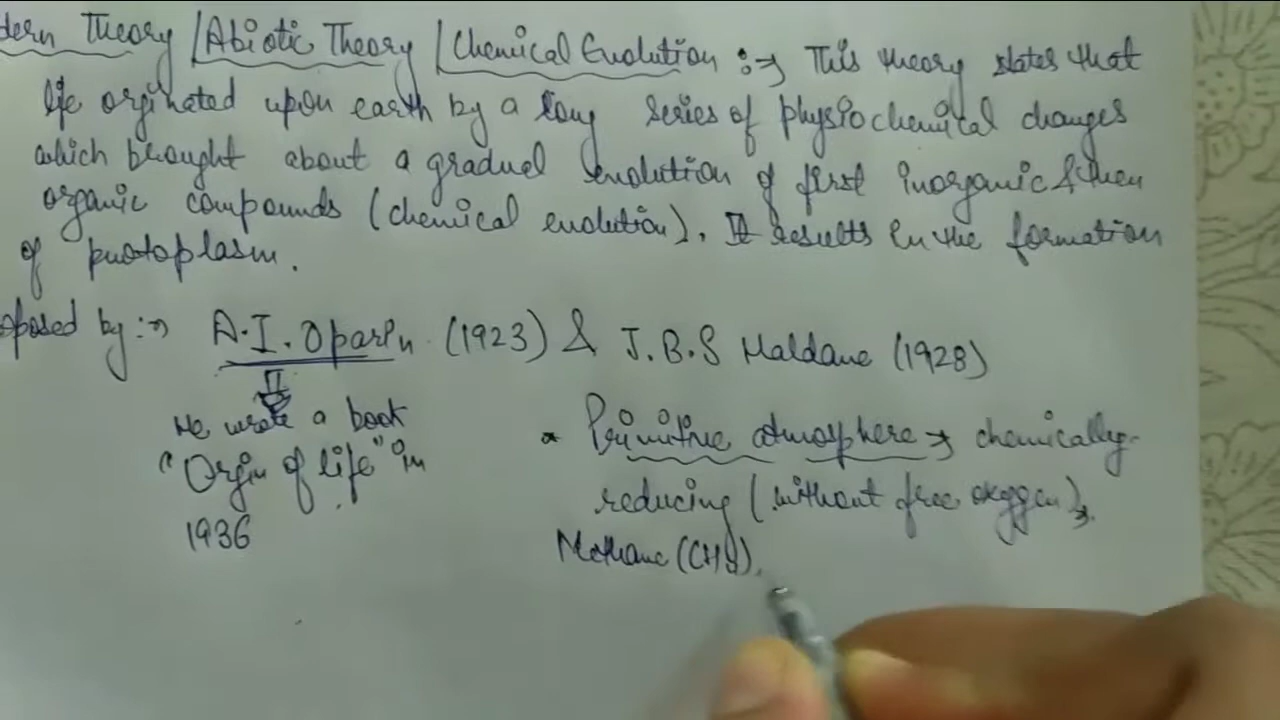 dern Theory / Abiotic Theory / Chemical Evolution :→ This theory states that
life orginated upon earth by a long series of physiochemical changes
which brought about a gradual evolution of first inorganic & then
organic compounds (chemical evolution). It results in the formation
of protoplasm.
oposed by :→ A.I. Oparin (1923) & J.B.S Haldane (1928)
He wrote a book
"Orgin of life" in
1936
* Primitive atmosphere → chemically
reducing (without free oxygen),
Methane (CH4),